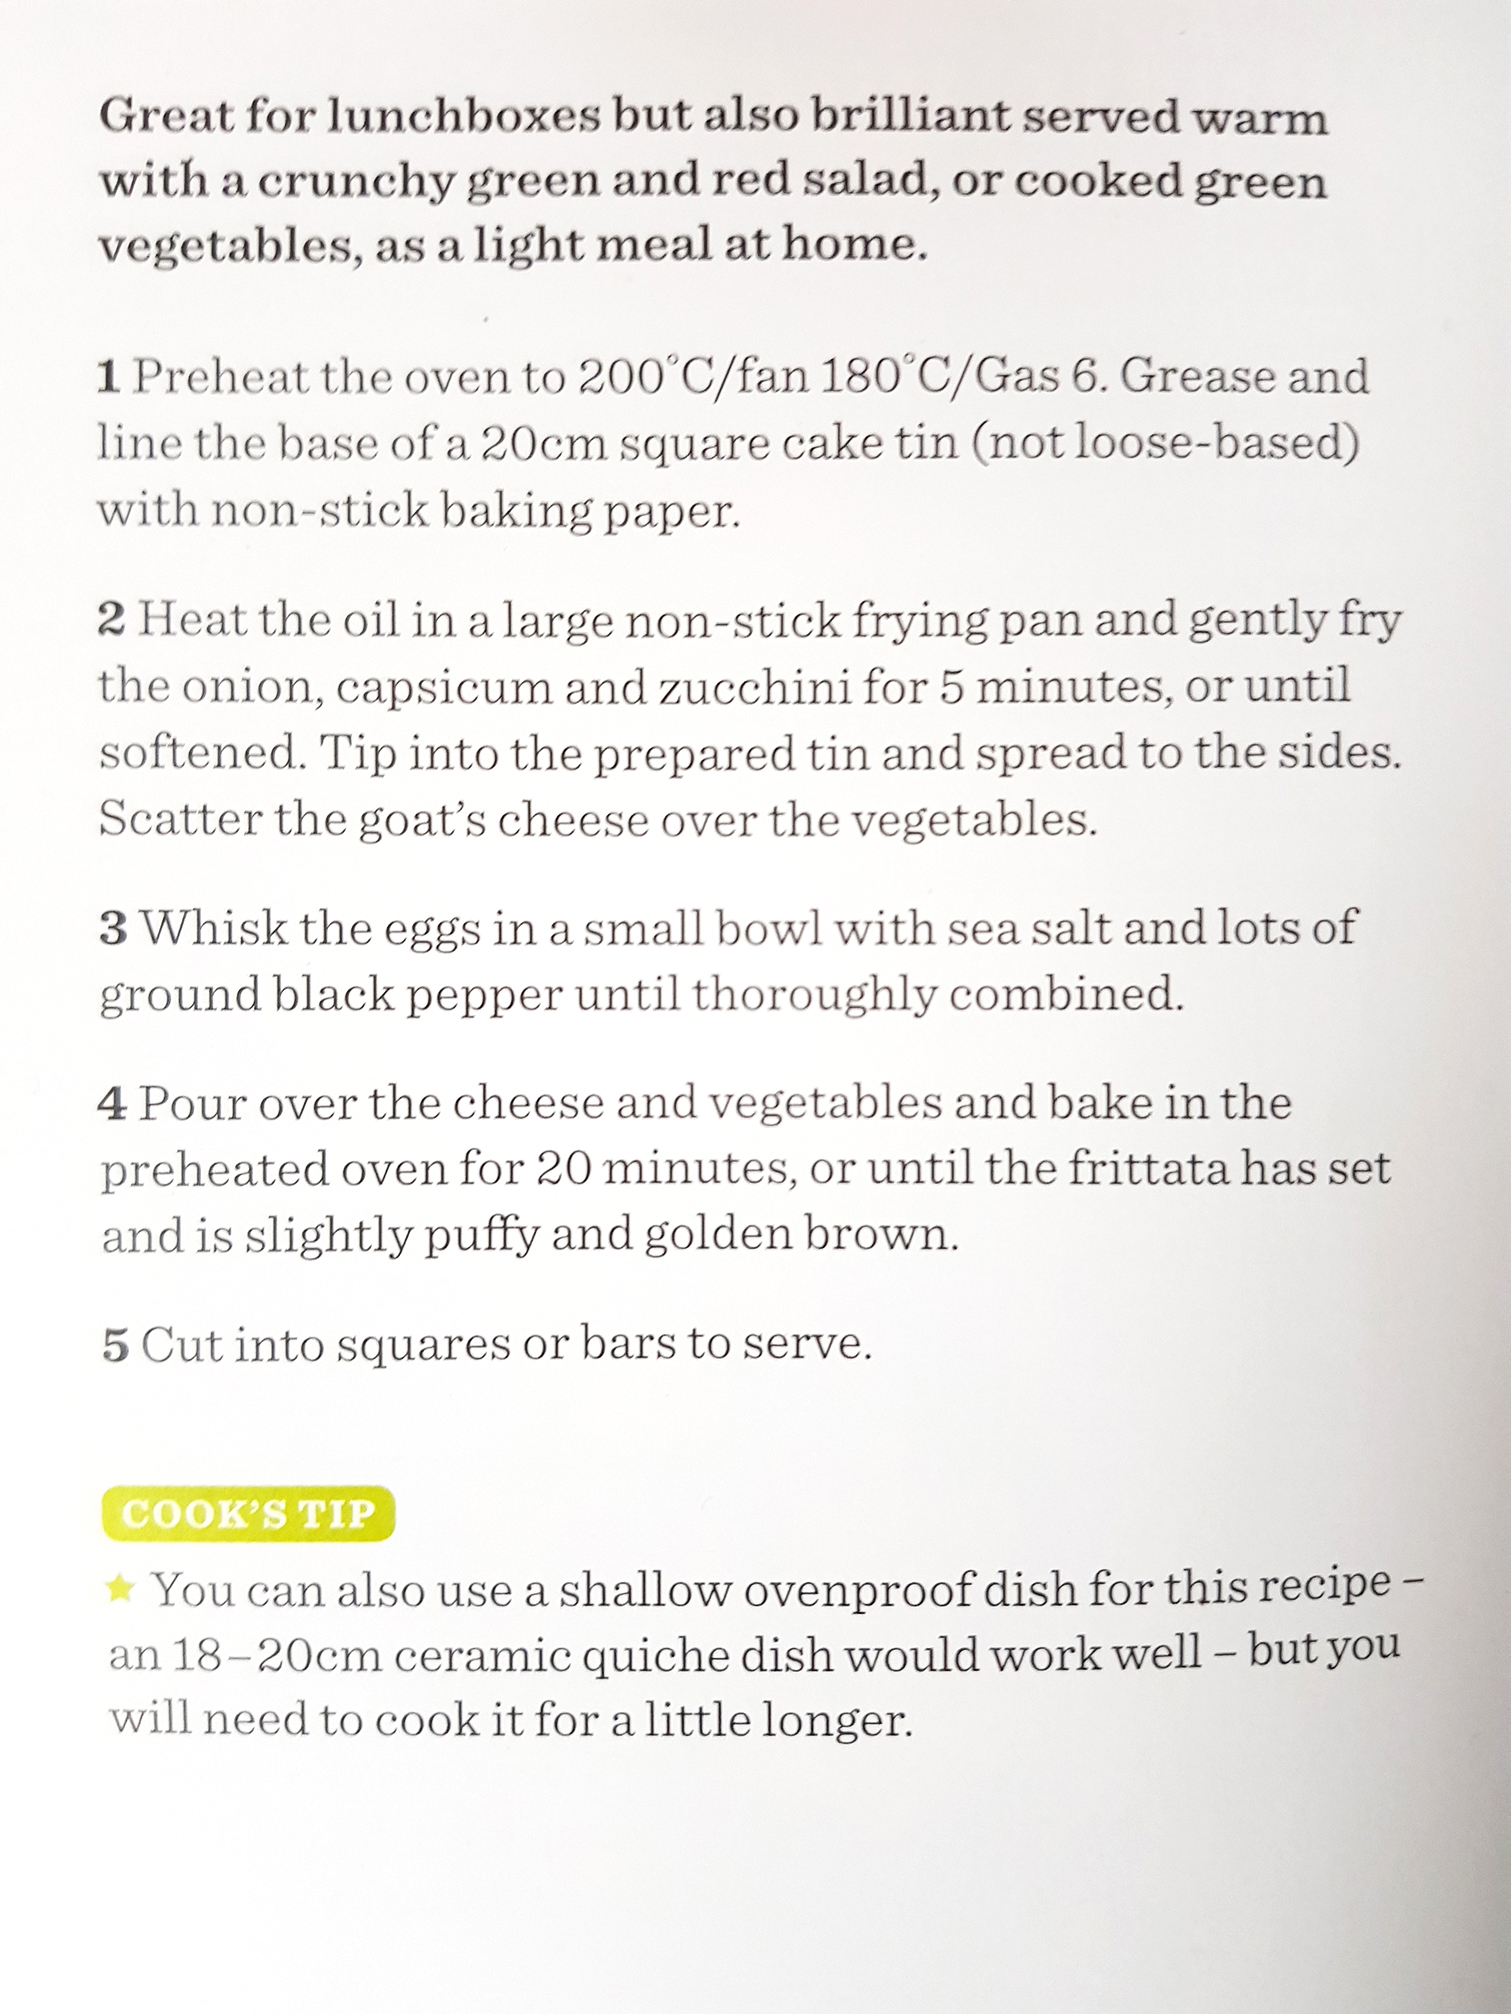 Great for lunchboxes but also brilliant served warm
with a crunchy green and red salad, or cooked green
vegetables, as a light meal at home.
1 Preheat the oven to 200°C/fan 180°C/Gas 6. Grease and
line the base of a 20cm square cake tin (not loose-based)
with non-stick baking paper.
2 Heat the oil in a large non-stick frying pan and gently fry
the onion, capsicum and zucchini for 5 minutes, or until
softened. Tip into the prepared tin and spread to the sides.
Scatter the goat's cheese over the vegetables.
3 Whisk the eggs in a small bowl with sea salt and lots of
ground black pepper until thoroughly combined.
4 Pour over the cheese and vegetables and bake in the
preheated oven for 20 minutes, or until the frittata has set
and is slightly puffy and golden brown.
5 Cut into squares or bars to serve.
COOK'S TIP
★ You can also use a shallow ovenproof dish for this recipe –
an 18–20cm ceramic quiche dish would work well – but you
will need to cook it for a little longer.